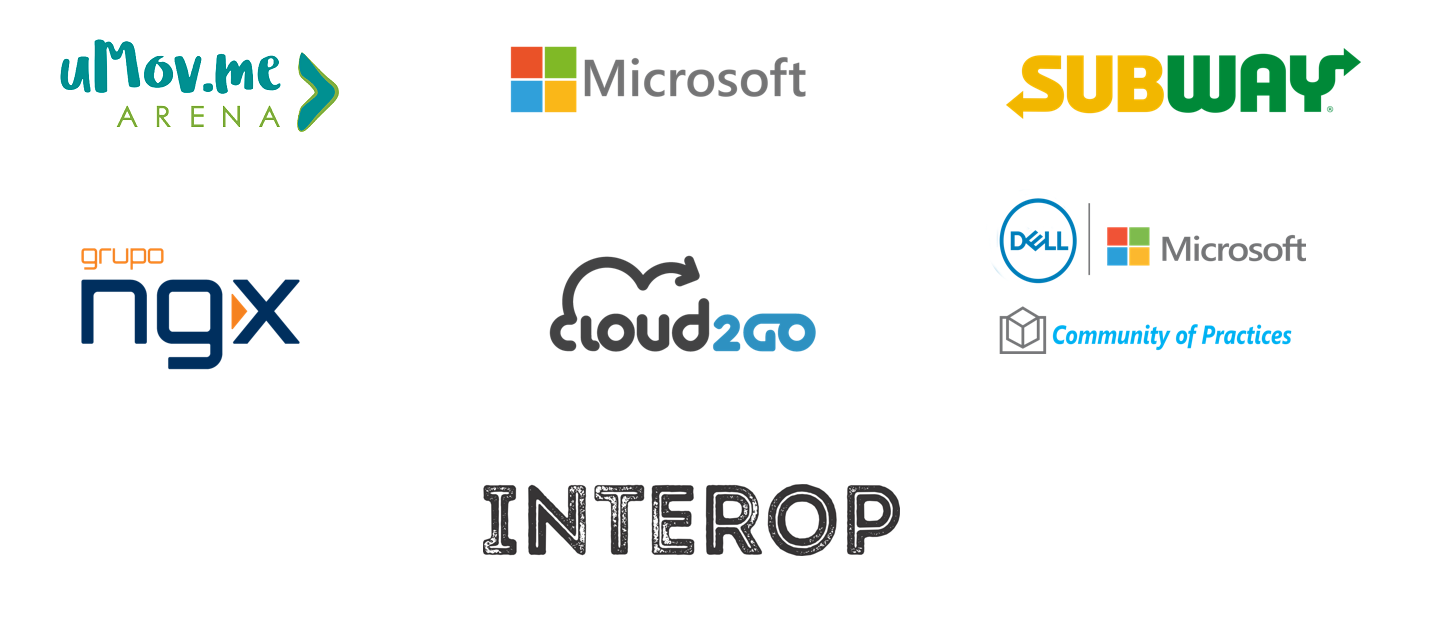 uMov.me
ARENA
Microsoft
SUBWAY®
grupo
ngx
cloud2GO
DELL
Microsoft
Community of Practices
INTEROP